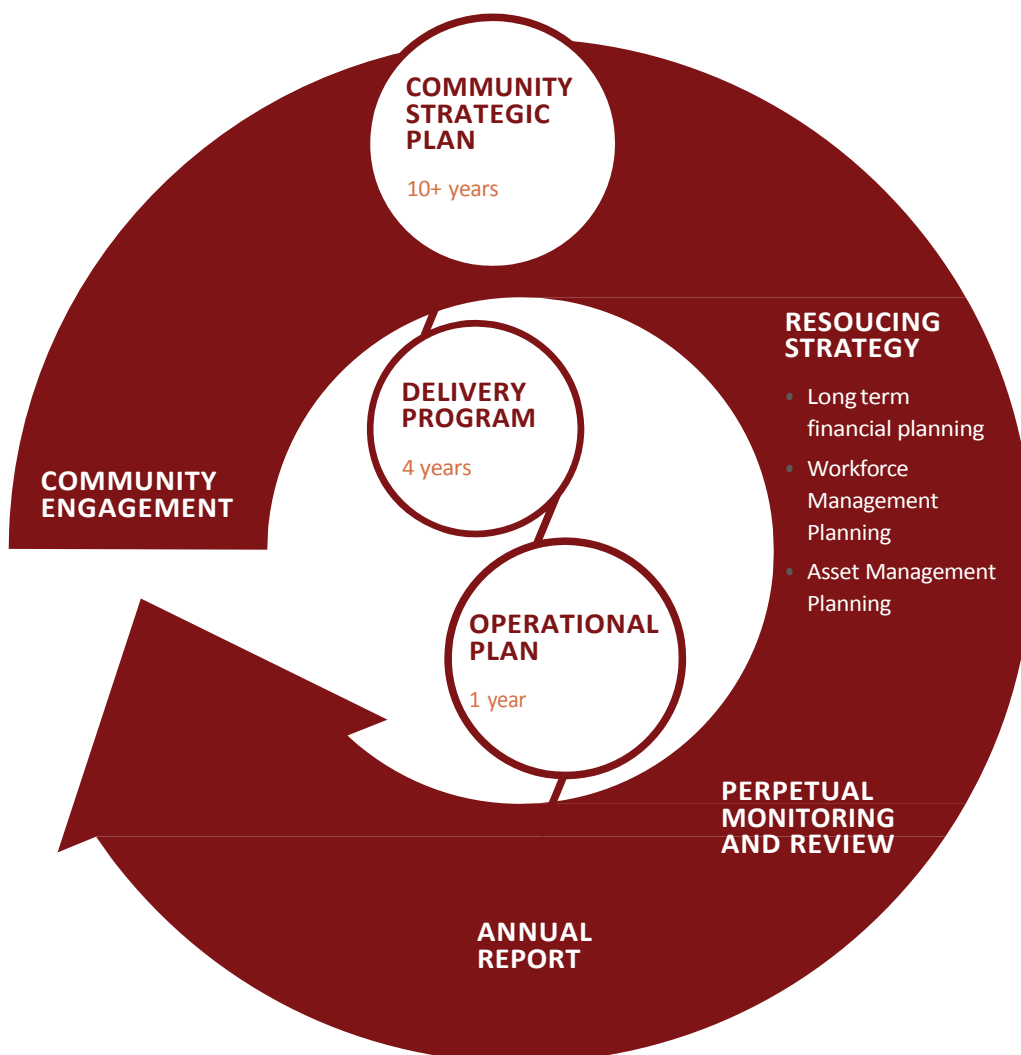 COMMUNITY
STRATEGIC
PLAN
10+ years
RESOUCING
STRATEGY
• Long term
financial planning
• Workforce
Management
Planning
• Asset Management
Planning
DELIVERY
PROGRAM
4 years
COMMUNITY
ENGAGEMENT
OPERATIONAL
PLAN
1 year
PERPETUAL
MONITORING
AND REVIEW
ANNUAL
REPORT